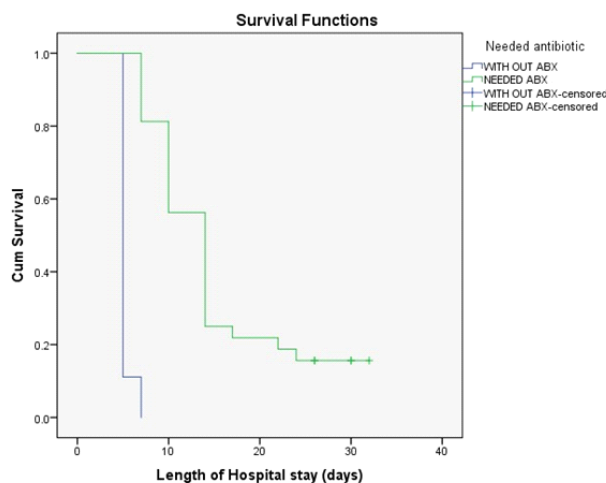 Survival Functions
Needed antibiotic
WITH OUT ABX
NEEDED ABX
WITH OUT ABX-censored
NEEDED ABX-censored
Cum Survival
1.0
0.8
0.6
0.4
0.2
0.0
0 10 20 30 40
Length of Hospital stay (days)